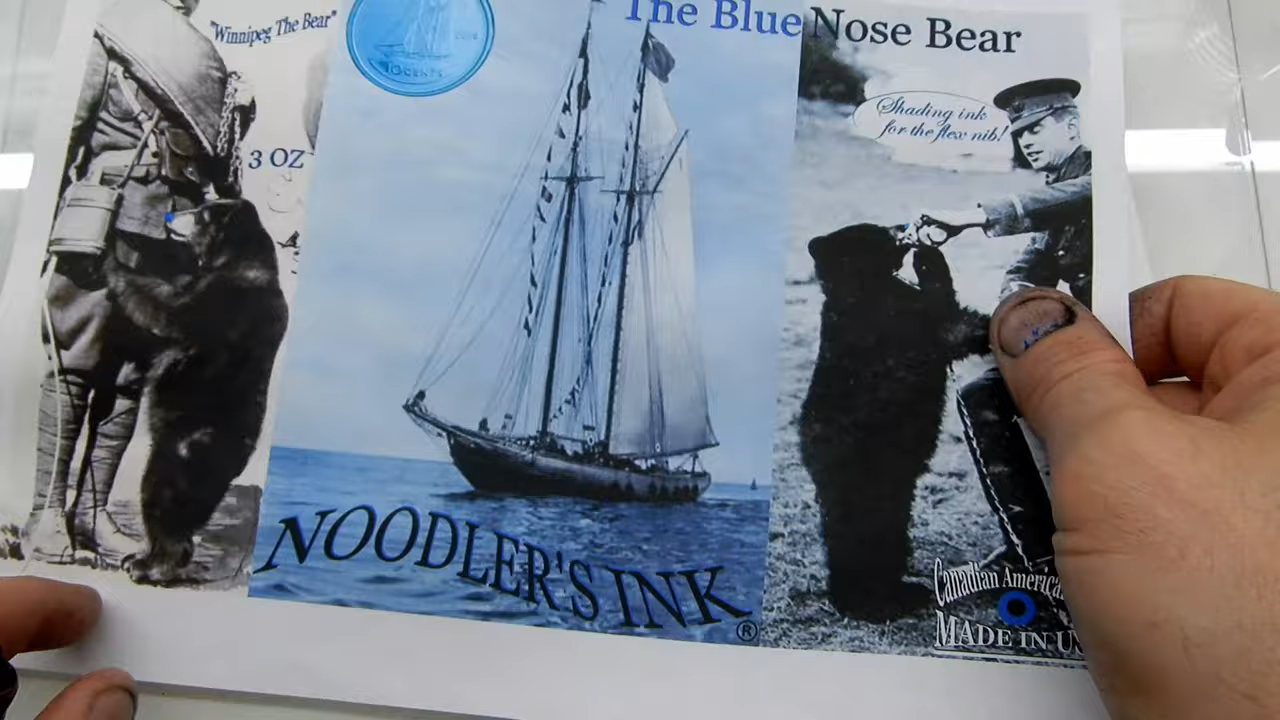 "Winnipeg The Bear"
3 OZ
10 CENTS
NOODLER'S INK®
The Blue Nose Bear
Shading ink
for the flex nib!
Canadian America
MADE IN US